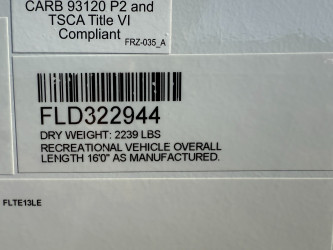 CARB 93120 P2 and
TSCA Title VI
Compliant
FRZ-035_A
FLD322944
DRY WEIGHT: 2239 LBS
RECREATIONAL VEHICLE OVERALL
LENGTH 16'0" AS MANUFACTURED.
FLTE13LE